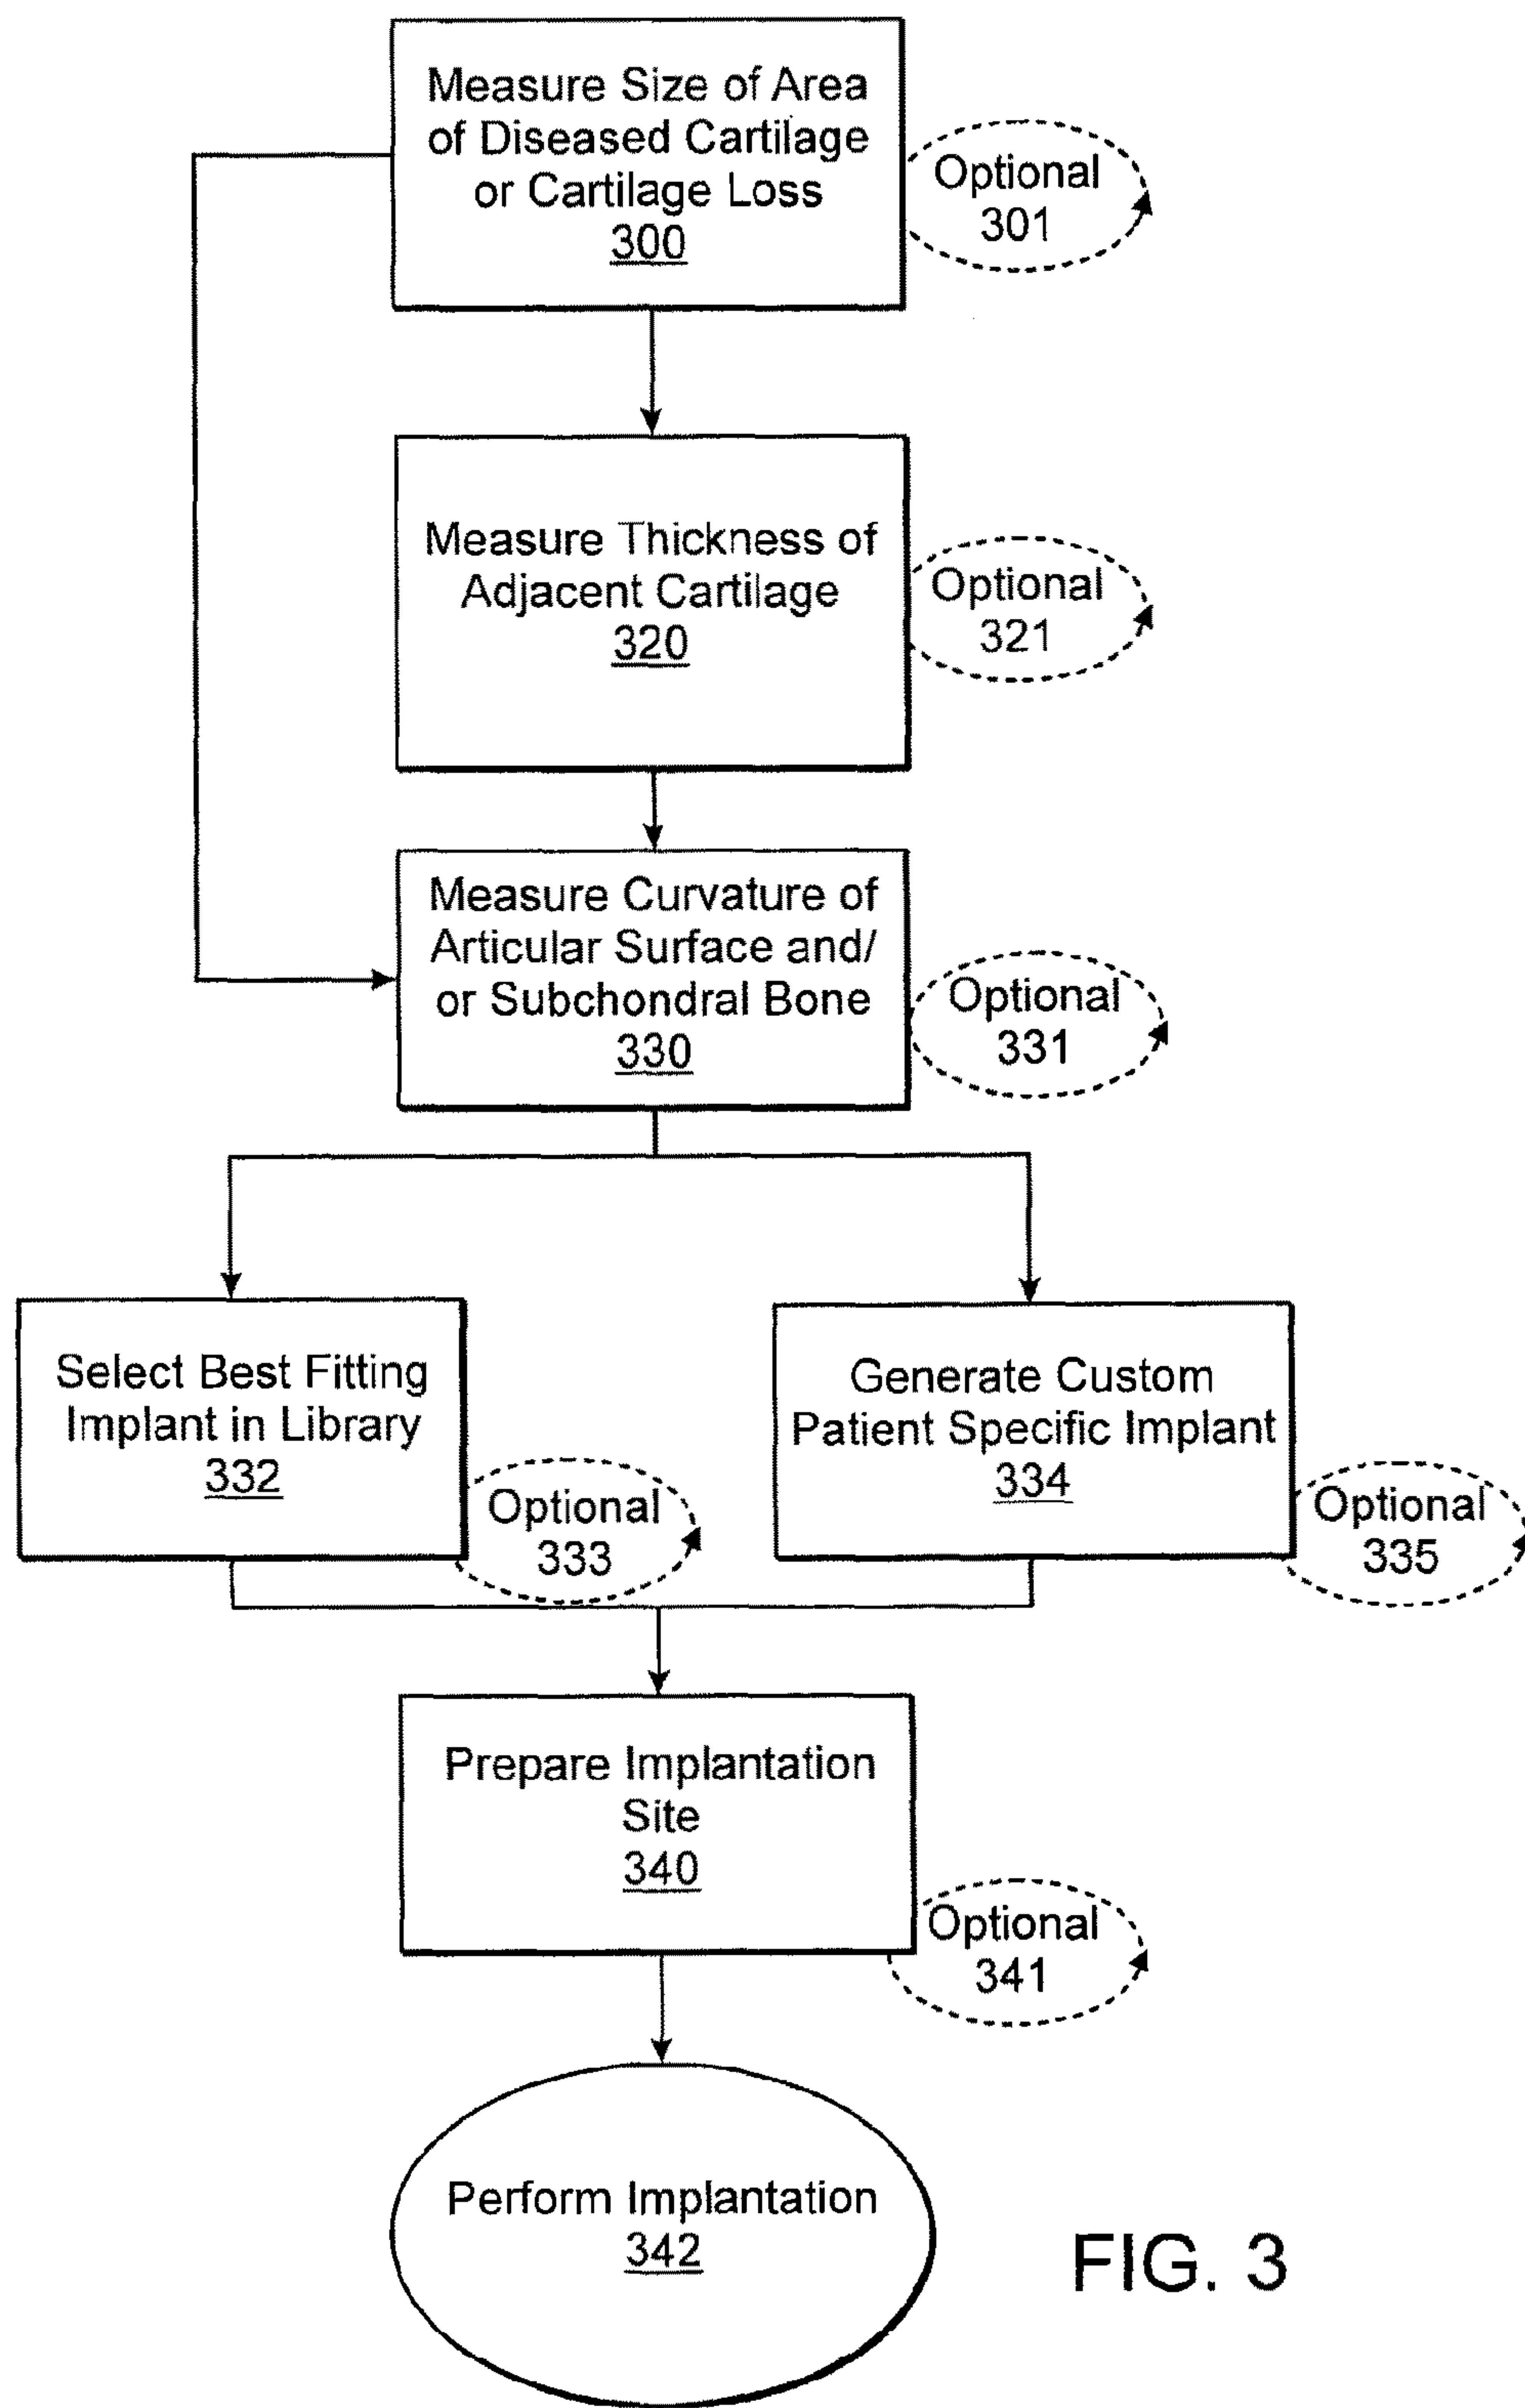 Measure Size of Area
of Diseased Cartilage
or Cartilage Loss
300
Optional
301
Measure Thickness of
Adjacent Cartilage
320
Optional
321
Measure Curvature of
Articular Surface and/
or Subchondral Bone
330
Optional
331
Select Best Fitting
Implant in Library
332
Optional
333
Generate Custom
Patient Specific Implant
334
Optional
335
Prepare Implantation
Site
340
Optional
341
Perform Implantation
342
FIG. 3